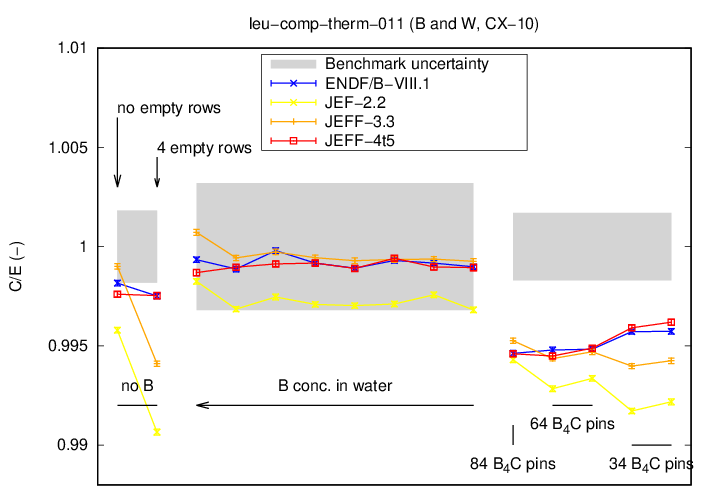 leu−comp−therm−011 (B and W, CX−10)
1.01
1.005
1
0.995
0.99
C/E (−)
Benchmark uncertainty
ENDF/B−VIII.1
JEF−2.2
JEFF−3.3
JEFF−4t5
no empty rows
4 empty rows
no B
B conc. in water
64 B₄C pins
84 B₄C pins
34 B₄C pins